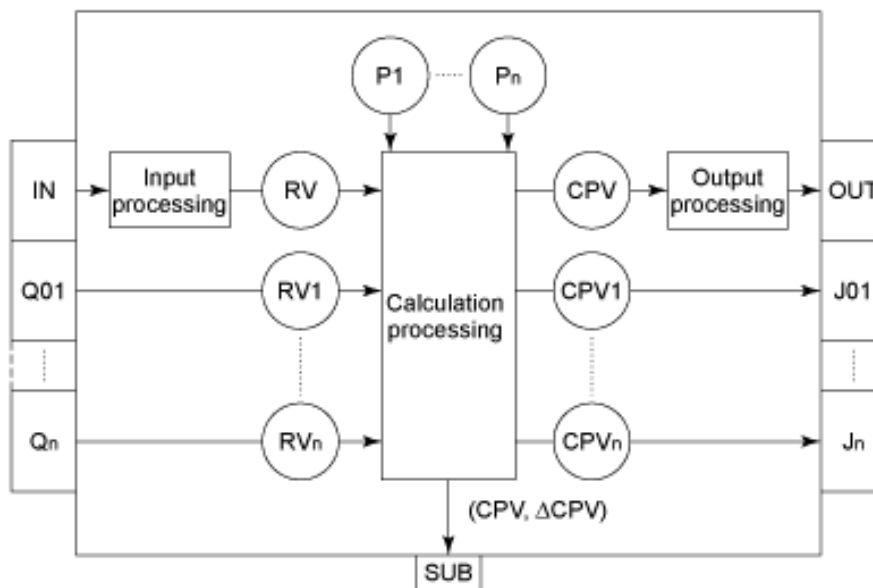 P1
Pn
IN
Input
processing
RV
CPV
Output
processing
OUT
Q01
RV1
Calculation
processing
CPV1
J01
Qn
RVn
CPVn
Jn
(CPV, ΔCPV)
SUB